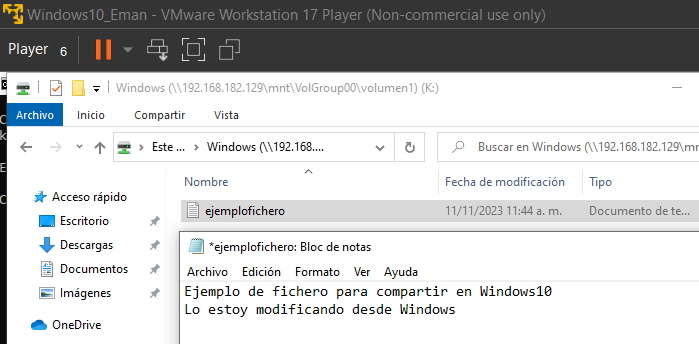 Windows10_Eman - VMware Workstation 17 Player (Non-commercial use only)
Player 6
Windows (\\192.168.182.129\mnt\VolGroup00\volumen1) (K:)
Archivo Inicio Compartir Vista
Este ... Windows (\\192.168.... Buscar en Windows (\\192.168.182.129\mn
Nombre Fecha de modificación Tipo
Acceso rápido
ejemplofichero 11/11/2023 11:44 a. m. Documento de te...
Escritorio
Descargas
Documentos
Imágenes
OneDrive
*ejemplofichero: Bloc de notas
Archivo Edición Formato Ver Ayuda
Ejemplo de fichero para compartir en Windows10
Lo estoy modificando desde Windows